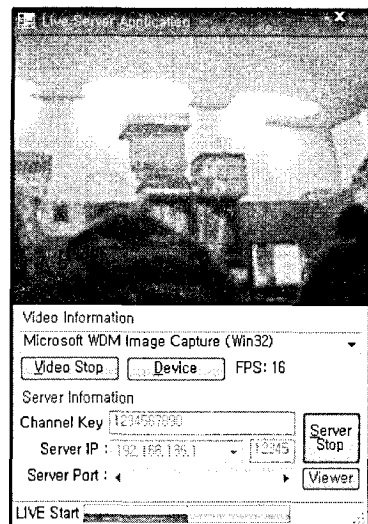 Live Server Application
Video Information
Microsoft WDM Image Capture (Win32)
Video Stop Device FPS: 16
Server Infomation
Channel Key 1234567890
Server IP : 192.168.135.1 12345
Server Stop
Server Port :
Viewer
LIVE Start